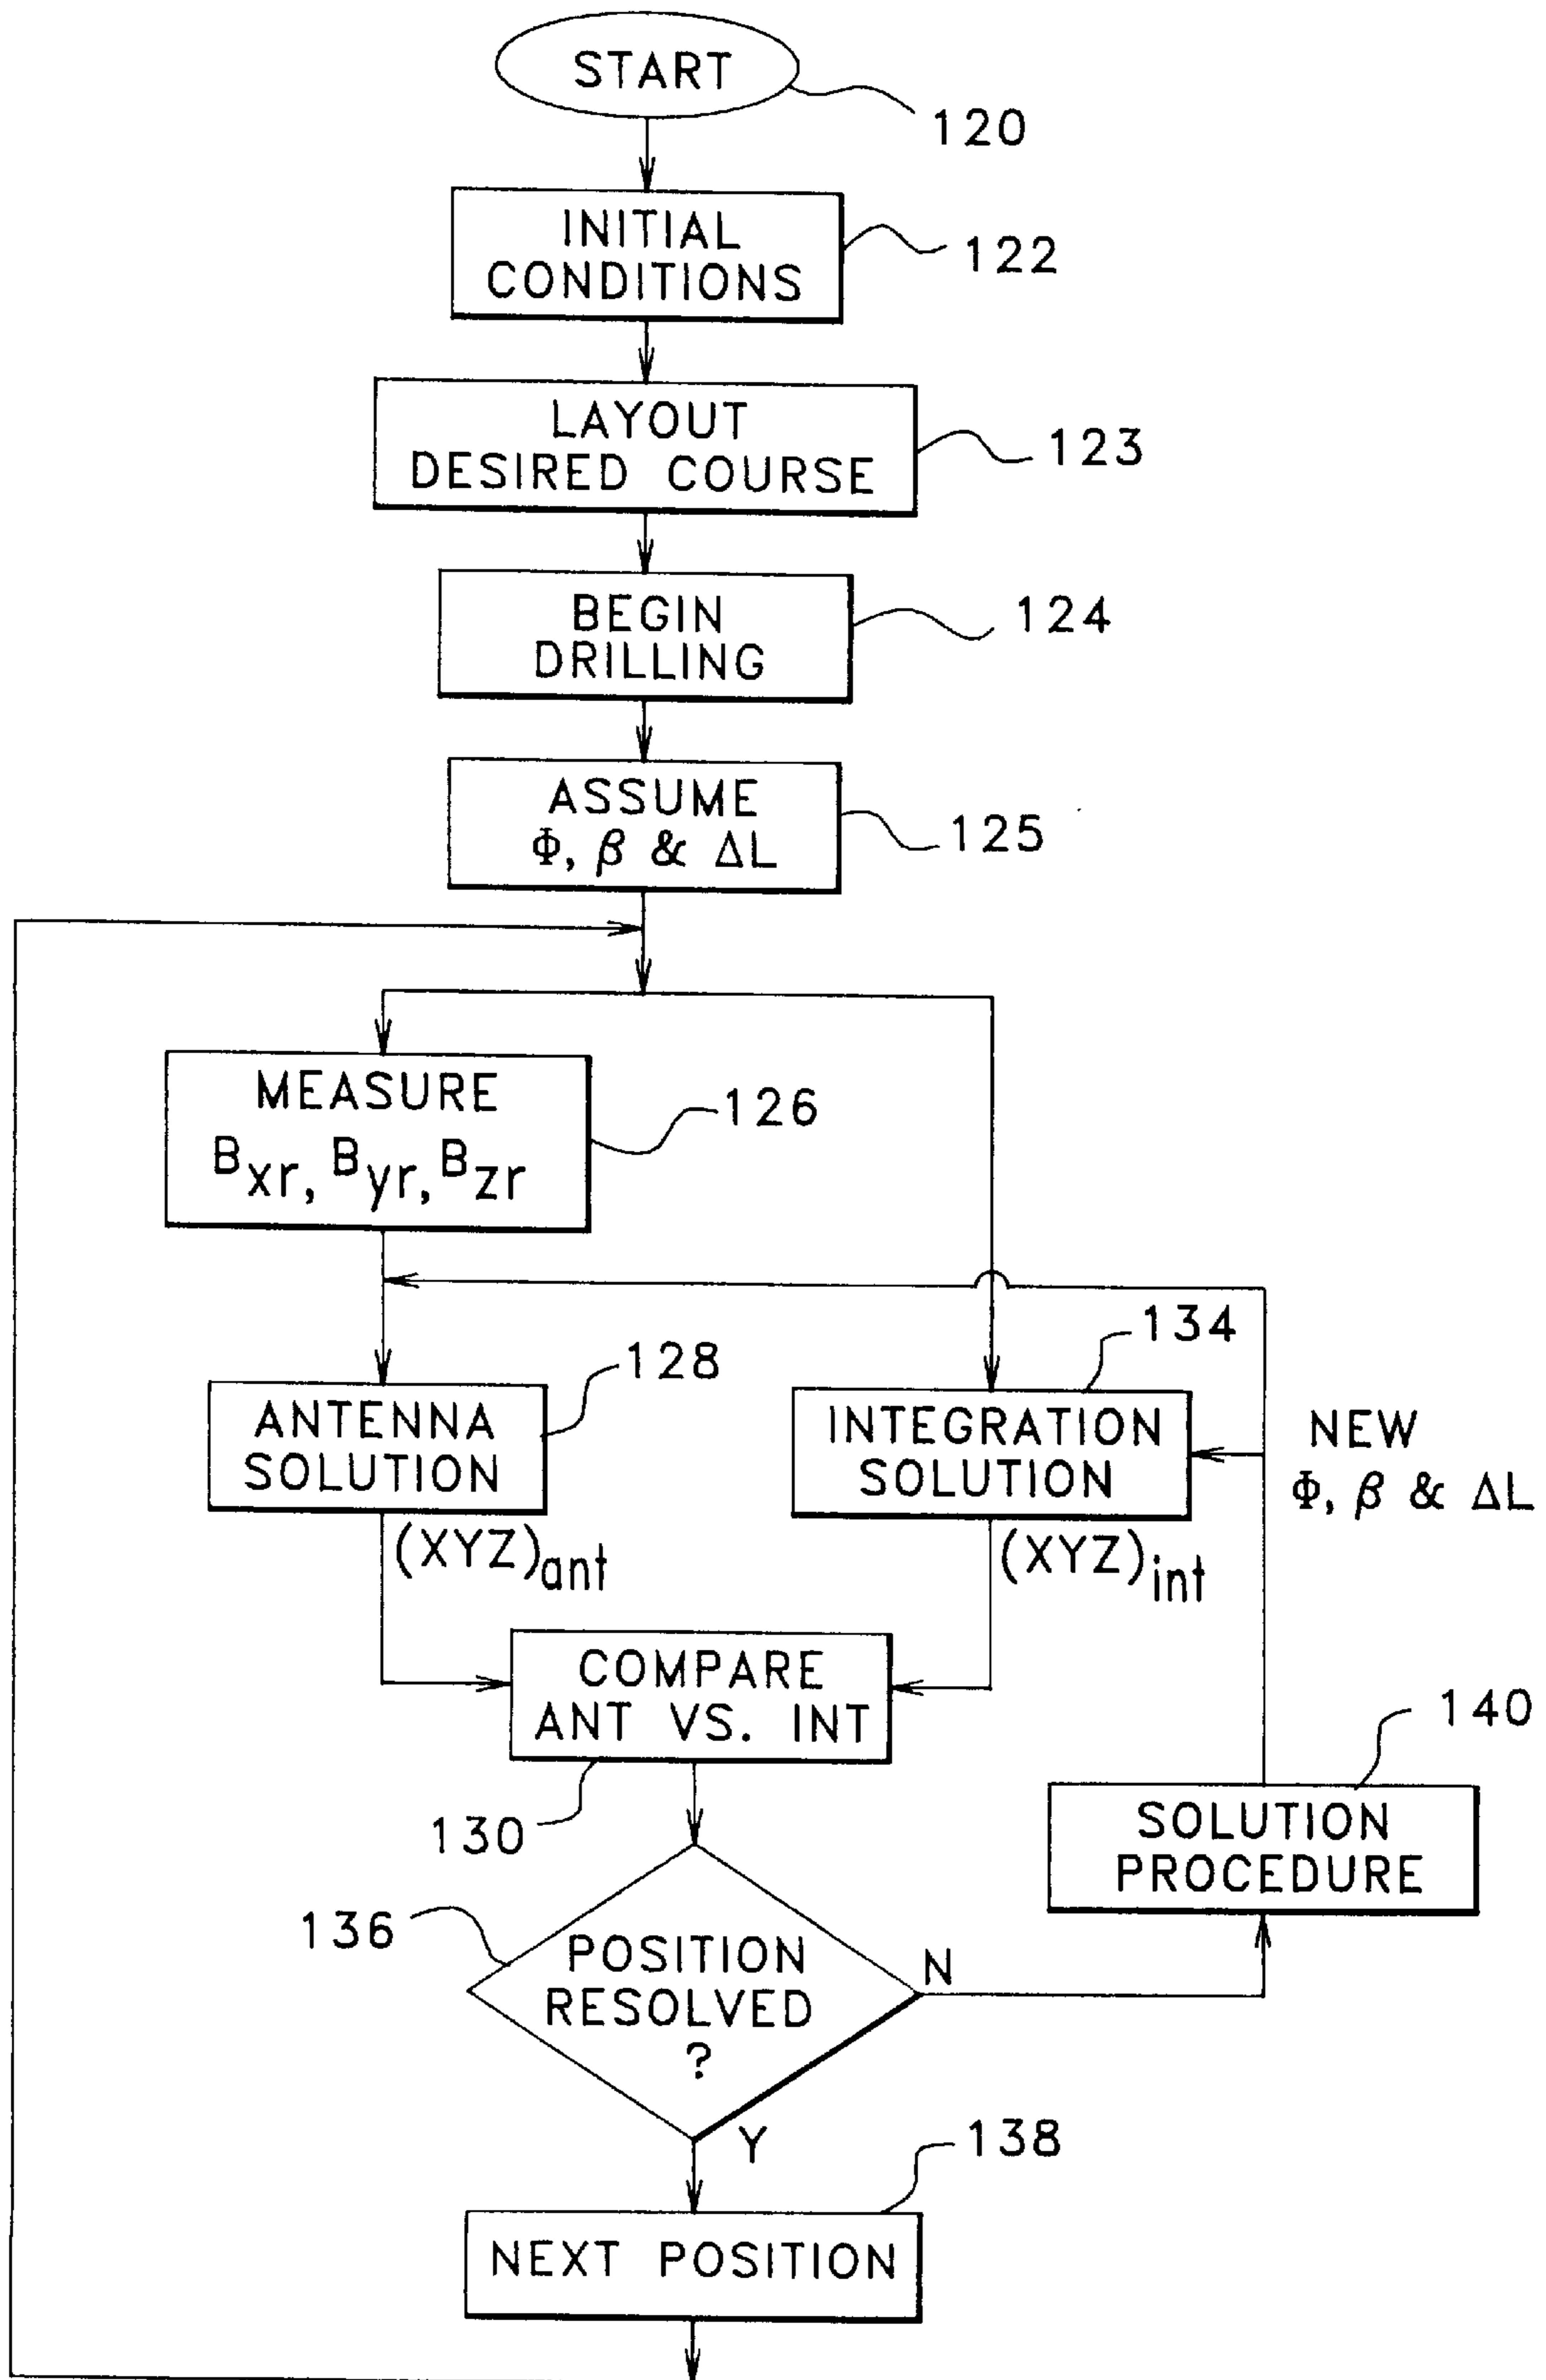 START
120
INITIAL
CONDITIONS
122
LAYOUT
DESIRED COURSE
123
BEGIN
DRILLING
124
ASSUME
Φ, β & ΔL
125
MEASURE
Bxr, Byr, Bzr
126
134
128
ANTENNA
SOLUTION
INTEGRATION
SOLUTION
NEW
Φ, β & ΔL
(XYZ)ant
(XYZ)int
COMPARE
ANT VS. INT
130
140
SOLUTION
PROCEDURE
136
POSITION
RESOLVED
?
N
Y
138
NEXT POSITION